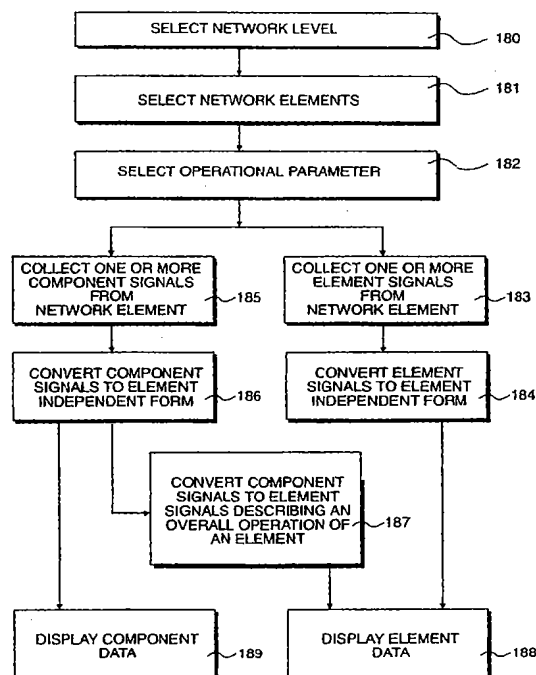 SELECT NETWORK LEVEL
180
SELECT NETWORK ELEMENTS
181
SELECT OPERATIONAL PARAMETER
182
COLLECT ONE OR MORE
COMPONENT SIGNALS
FROM
NETWORK ELEMENT
185
COLLECT ONE OR MORE
ELEMENT SIGNALS
FROM
NETWORK ELEMENT
183
CONVERT COMPONENT
SIGNALS TO ELEMENT
INDEPENDENT FORM
186
CONVERT ELEMENT
SIGNALS TO ELEMENT
INDEPENDENT FORM
184
CONVERT COMPONENT
SIGNALS TO ELEMENT
SIGNALS DESCRIBING AN
OVERALL OPERATION OF
AN ELEMENT
187
DISPLAY COMPONENT
DATA
189
DISPLAY ELEMENT
DATA
188